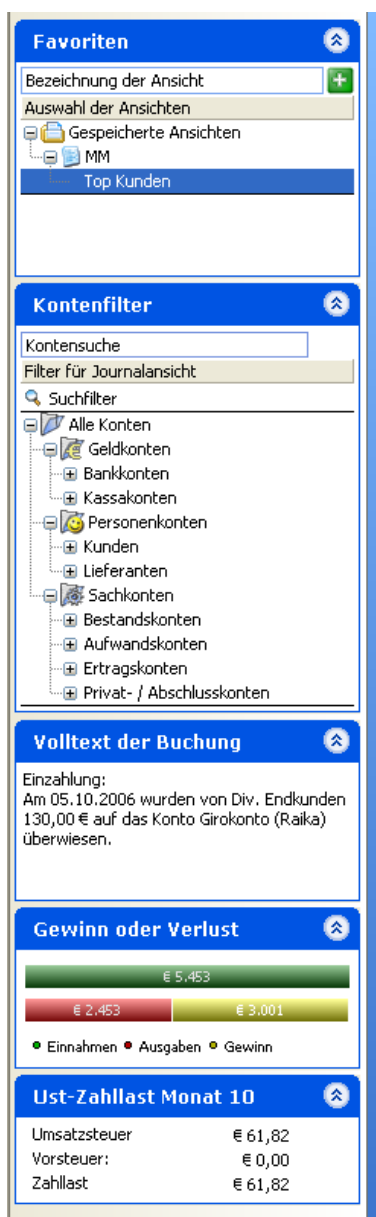 Favoriten
Bezeichnung der Ansicht
Auswahl der Ansichten
Gespeicherte Ansichten
MM
Top Kunden
Kontenfilter
Kontensuche
Filter für Journalansicht
Suchfilter
Alle Konten
Geldkonten
Bankkonten
Kassakonten
Personenkonten
Kunden
Lieferanten
Sachkonten
Bestandskonten
Aufwandskonten
Ertragskonten
Privat- / Abschlusskonten
Volltext der Buchung
Einzahlung:
Am 05.10.2006 wurden von Div. Endkunden
130,00 € auf das Konto Girokonto (Raika)
überwiesen.
Gewinn oder Verlust
€ 5.453
€ 2.453 € 3.001
Einnahmen Ausgaben Gewinn
Ust-Zahllast Monat 10
Umsatzsteuer € 61,82
Vorsteuer: € 0,00
Zahllast € 61,82